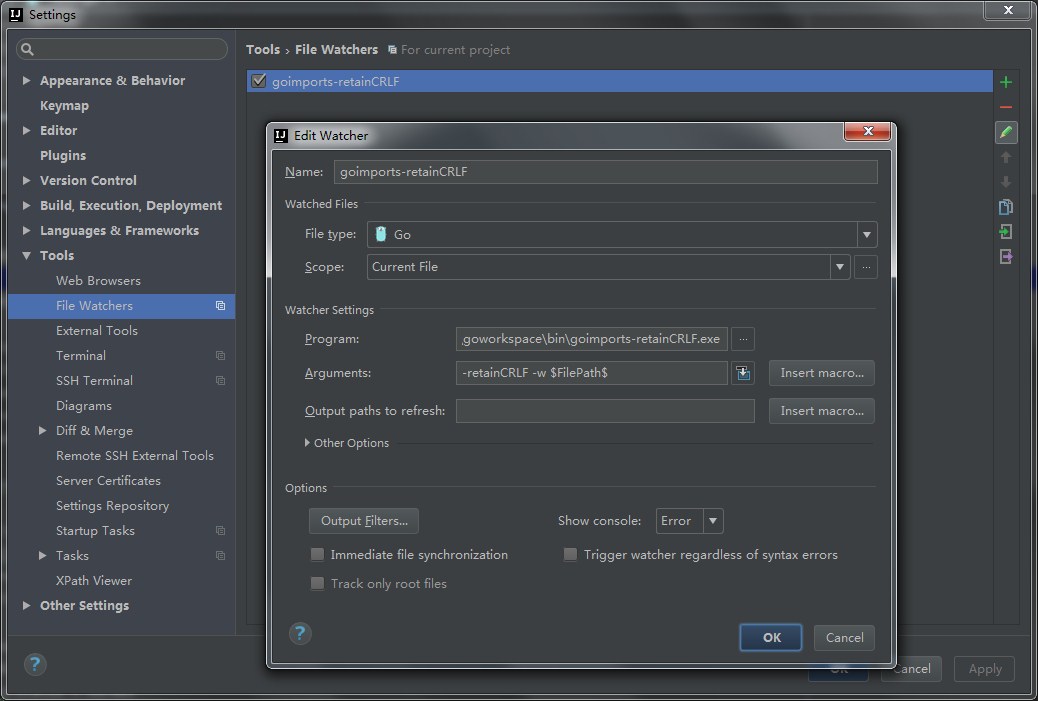 IJ Settings
Tools › File Watchers For current project
Appearance & Behavior
Keymap
Editor
Plugins
Version Control
Build, Execution, Deployment
Languages & Frameworks
Tools
Web Browsers
File Watchers
External Tools
Terminal
SSH Terminal
Diagrams
Diff & Merge
Remote SSH External Tools
Server Certificates
Settings Repository
Startup Tasks
Tasks
XPath Viewer
Other Settings
goimports-retainCRLF
IJ Edit Watcher
Name: goimports-retainCRLF
Watched Files
File type: Go
Scope: Current File ...
Watcher Settings
Program: goworkspace\bin\goimports-retainCRLF.exe ...
Arguments: -retainCRLF -w $FilePath$ Insert macro...
Output paths to refresh: Insert macro...
Other Options
Options
Output Filters... Show console: Error
Immediate file synchronization Trigger watcher regardless of syntax errors
Track only root files
? OK Cancel
? OK Cancel Apply